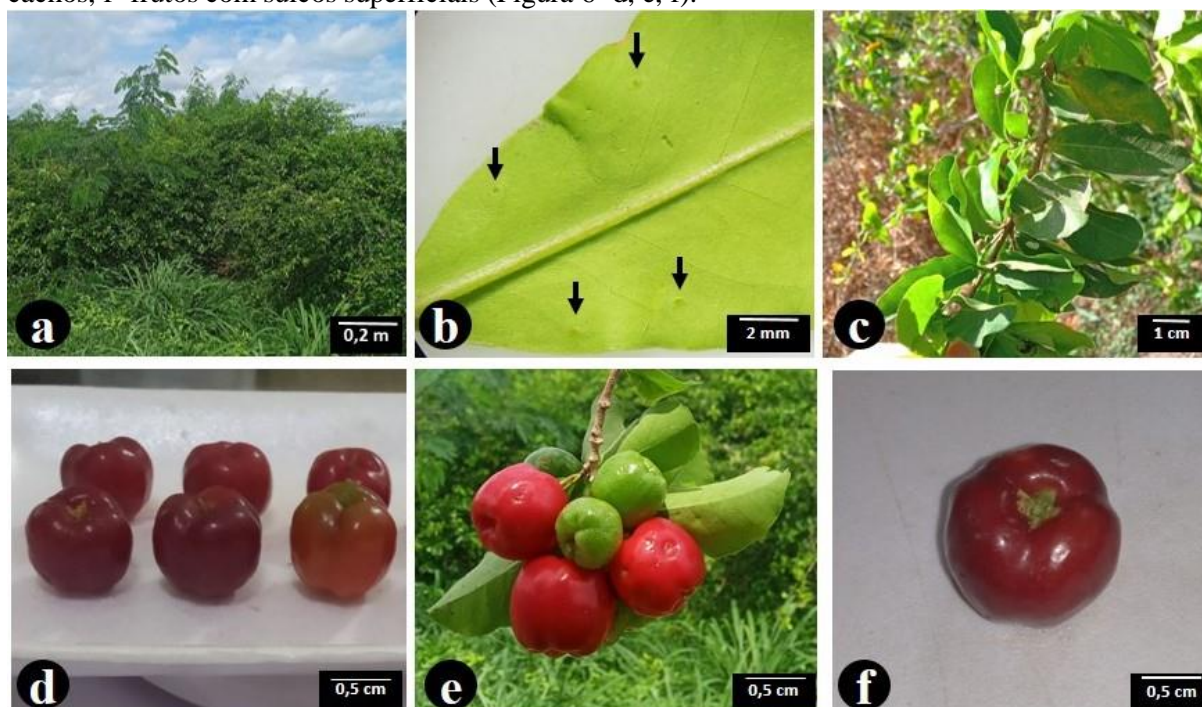 cachos, f- frutos com sulcos superficiais (Figura 6- d, e, f).
a
0,2 m
b
2 mm
c
1 cm
d
0,5 cm
e
0,5 cm
f
0,5 cm